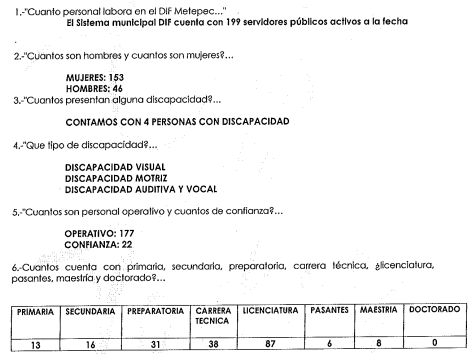 1.-"Cuanto personal labora en el DIF Metepec..."
El Sistema municipal DIF cuenta con 199 servidores públicos activos a la fecha
.
2.-"Cuantos son hombres y cuantos son mujeres?...
MUJERES: 153
HOMBRES: 46
3.-"Cuantos presentan alguna discapacidad?...
CONTAMOS CON 4 PERSONAS CON DISCAPACIDAD
4.-"Que tipo de discapacidad?...
DISCAPACIDAD VISUAL
DISCAPACIDAD MOTRIZ
DISCAPACIDAD AUDITIVA Y VOCAL
5.-"Cuantos son personal operativo y cuantos de confianza?...
OPERATIVO: 177
CONFIANZA: 22
6.-Cuantos cuenta con primaria, secundaria, preparatoria, carrera técnica, ¿licenciatura,
pasantes, maestría y doctorado?...
PRIMARIA SECUNDARIA PREPARATORIA CARRERA TECNICA LICENCIATURA PASANTES MAESTRIA DOCTORADO
13 16 31 38 87 6 8 0